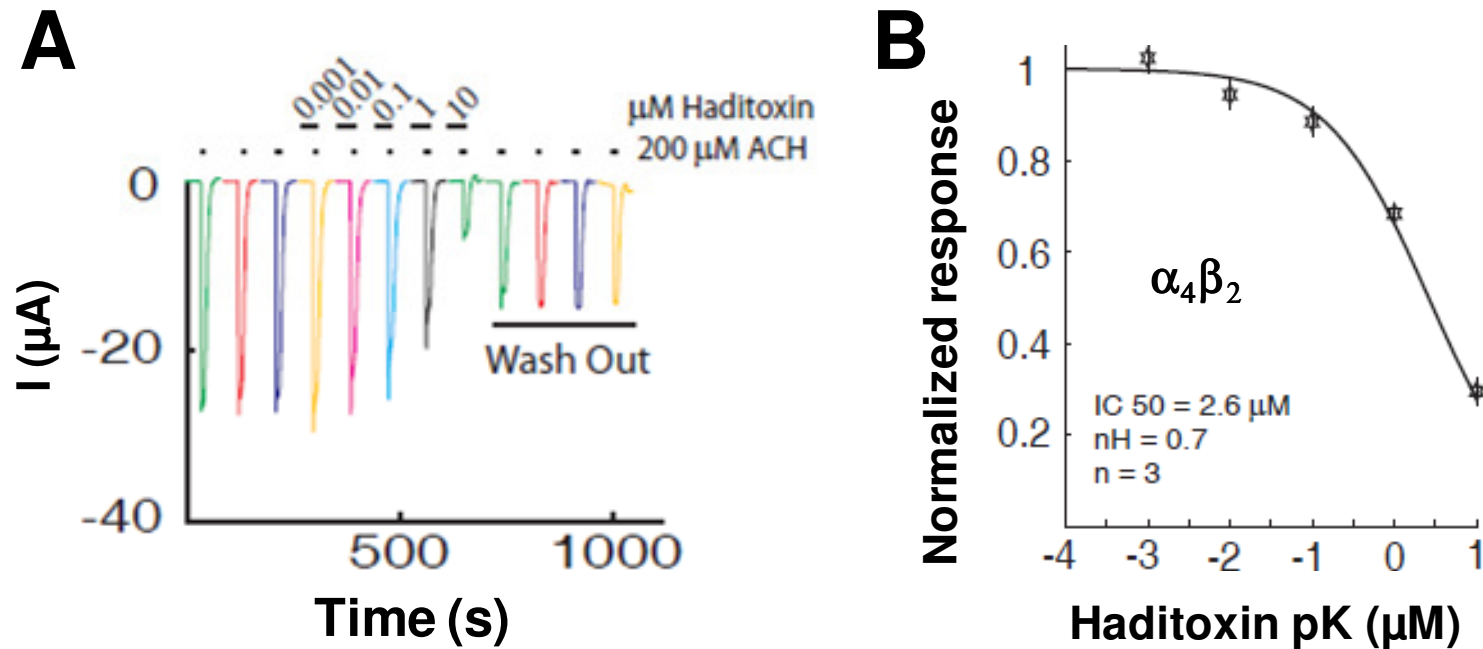 A
0.001 0.01 0.1 1 10
μM Haditoxin
200 μM ACH
0
-20
-40
I (μA)
Wash Out
500 1000
Time (s)
B
1
0.8
0.6
0.4
0.2
Normalized response
α4β2
IC 50 = 2.6 μM
nH = 0.7
n = 3
-4 -3 -2 -1 0 1
Haditoxin pK (μM)